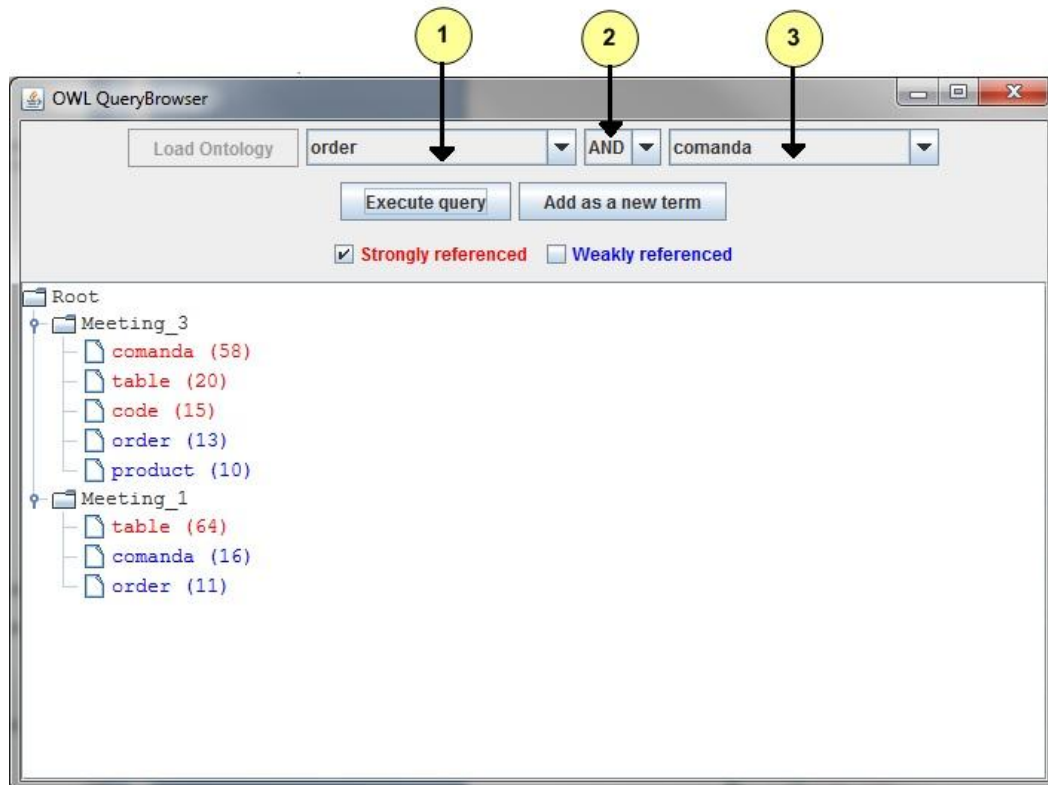 1 2 3
OWL QueryBrowser
Load Ontology order AND comanda
Execute query Add as a new term
Strongly referenced Weakly referenced
Root
Meeting_3
comanda (58)
table (20)
code (15)
order (13)
product (10)
Meeting_1
table (64)
comanda (16)
order (11)